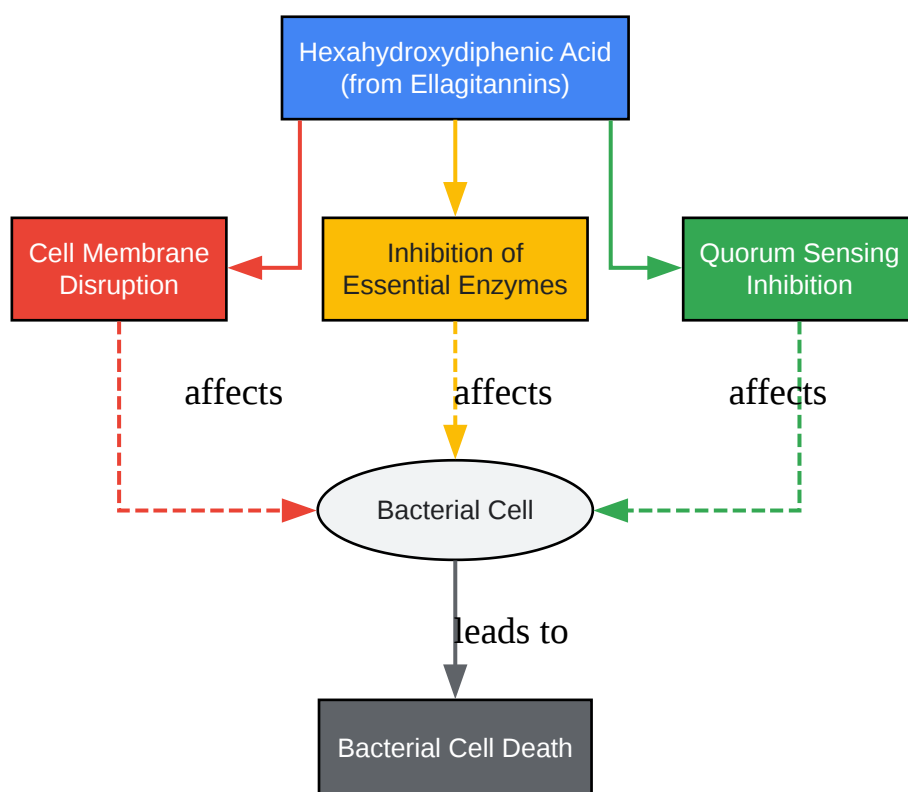 Hexahydroxydiphenic Acid
(from Ellagitannins)
Cell Membrane
Disruption
Inhibition of
Essential Enzymes
Quorum Sensing
Inhibition
affects
affects
affects
Bacterial Cell
leads to
Bacterial Cell Death